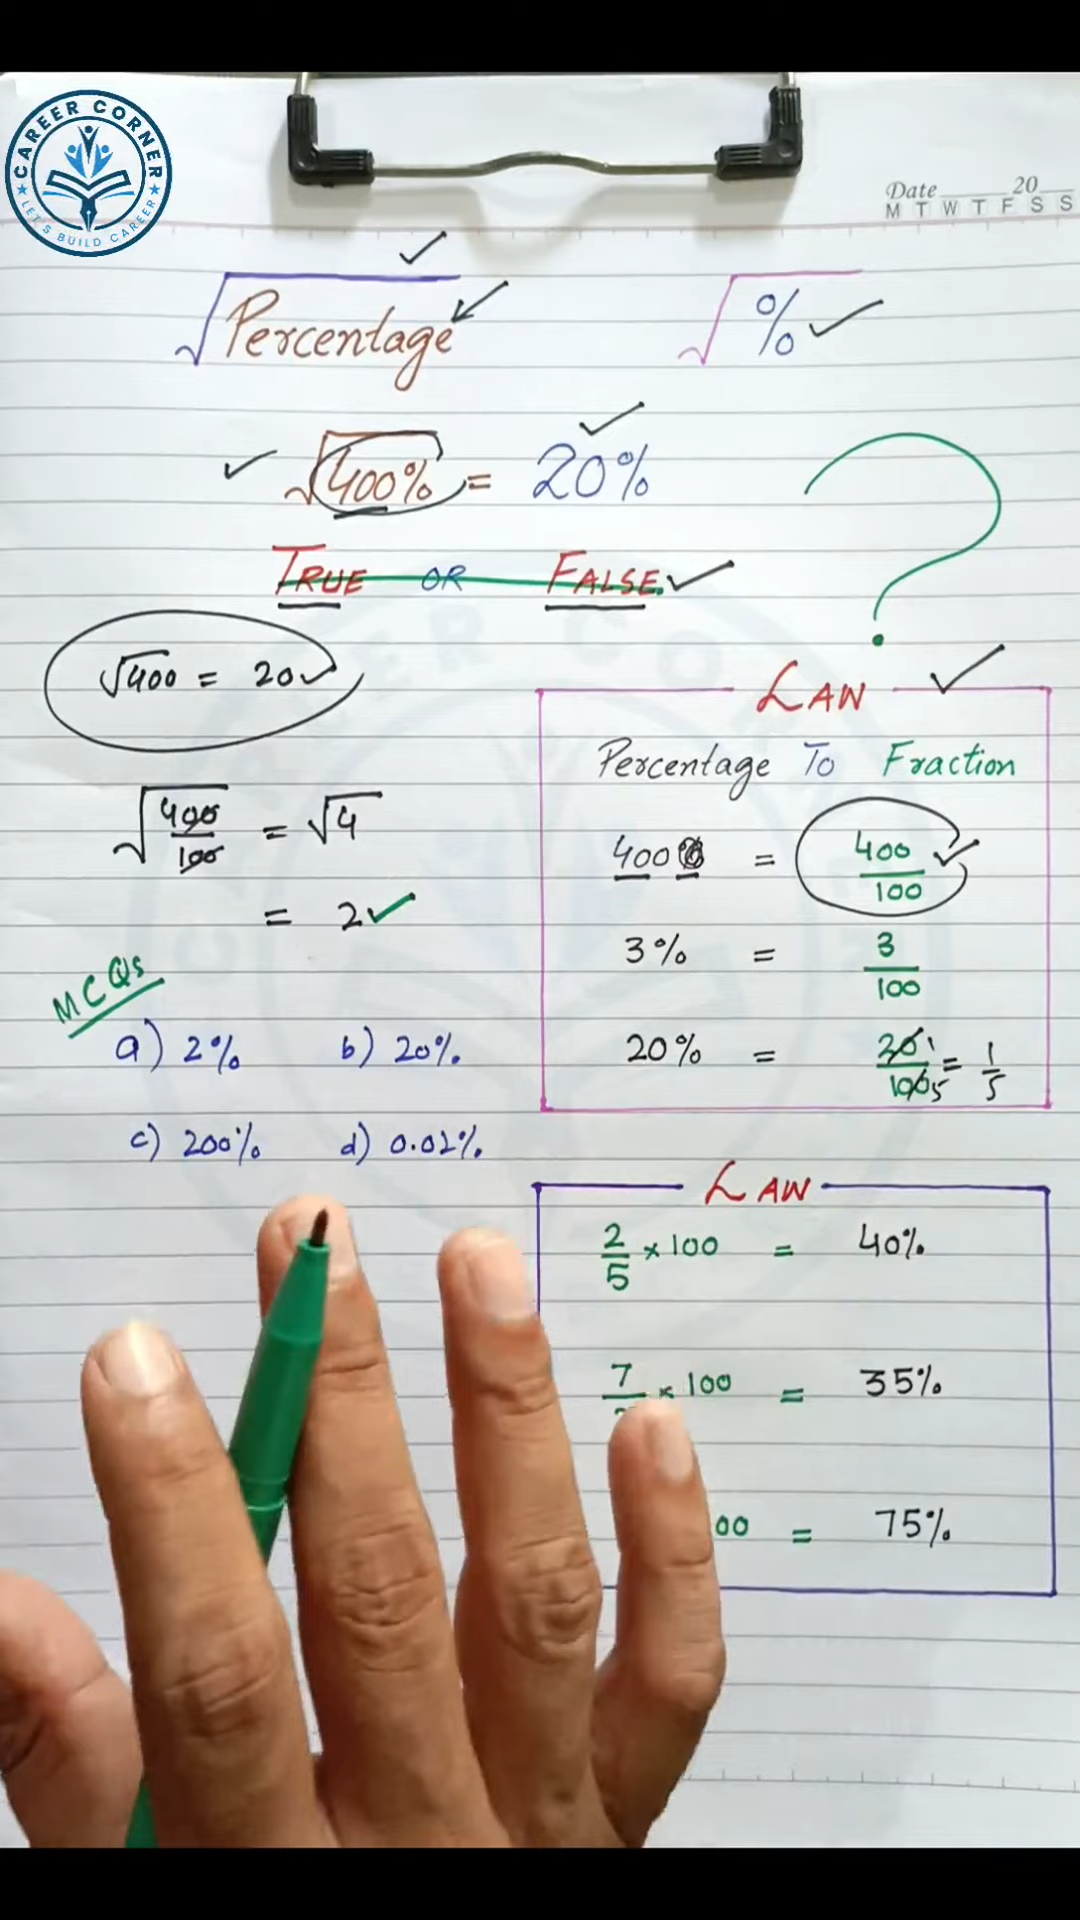 CAREER CORNER
LET'S BUILD CAREER
Date 20
M T W T F S S
√Percentage √%
√400% = 20%
TRUE OR FALSE.
?
√400 = 20
√400/100 = √4
= 2
MCQs
a) 2% b) 20%
c) 200% d) 0.02%
LAW
Percentage To Fraction
400% = 400/100
3% = 3/100
20% = 20/100 = 1/5
LAW
2/5 × 100 = 40%
7 × 100 = 35%
00 = 75%